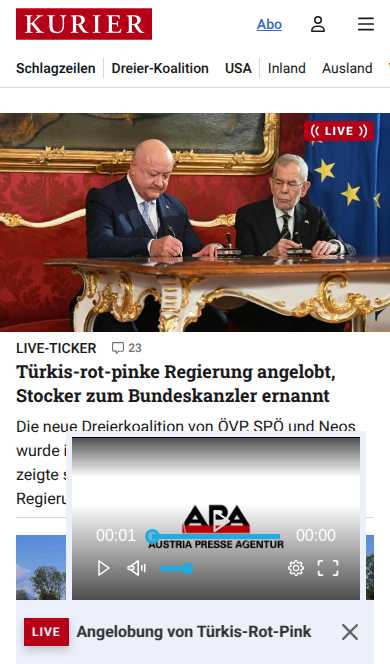 KURIER
Abo
Schlagzeilen
Dreier-Koalition
USA
Inland
Ausland
LIVE
LIVE-TICKER
23
Türkis-rot-pinke Regierung angelobt,
Stocker zum Bundeskanzler ernannt
Die neue Dreierkoalition von ÖVP, SPÖ und Neos
wurde
zeigte
Regieru
APA
00:01
00:00
AUSTRIA PRESSE AGENTUR
LIVE
Angelobung von Türkis-Rot-Pink